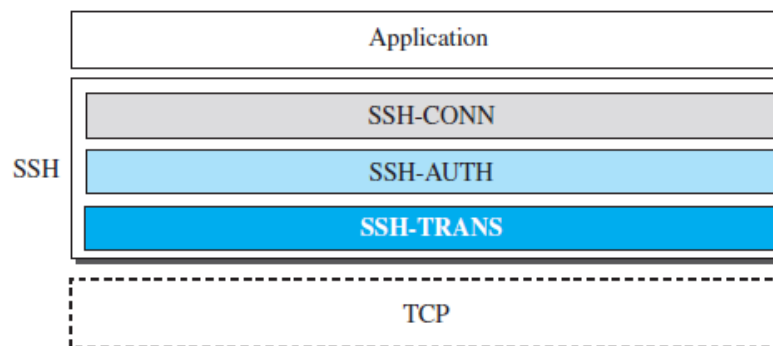 Application
SSH-CONN
SSH
SSH-AUTH
SSH-TRANS
TCP